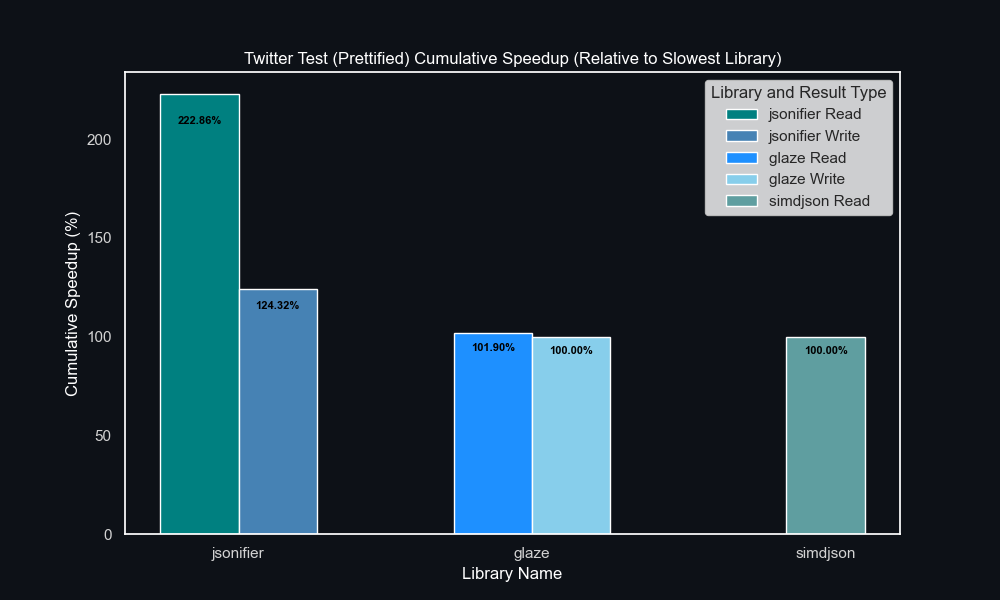 Twitter Test (Prettified) Cumulative Speedup (Relative to Slowest Library)
Library and Result Type
jsonifier Read
jsonifier Write
glaze Read
glaze Write
simdjson Read
Cumulative Speedup (%)
200
150
100
50
0
222.86%
124.32%
101.90%
100.00%
100.00%
jsonifier
glaze
simdjson
Library Name